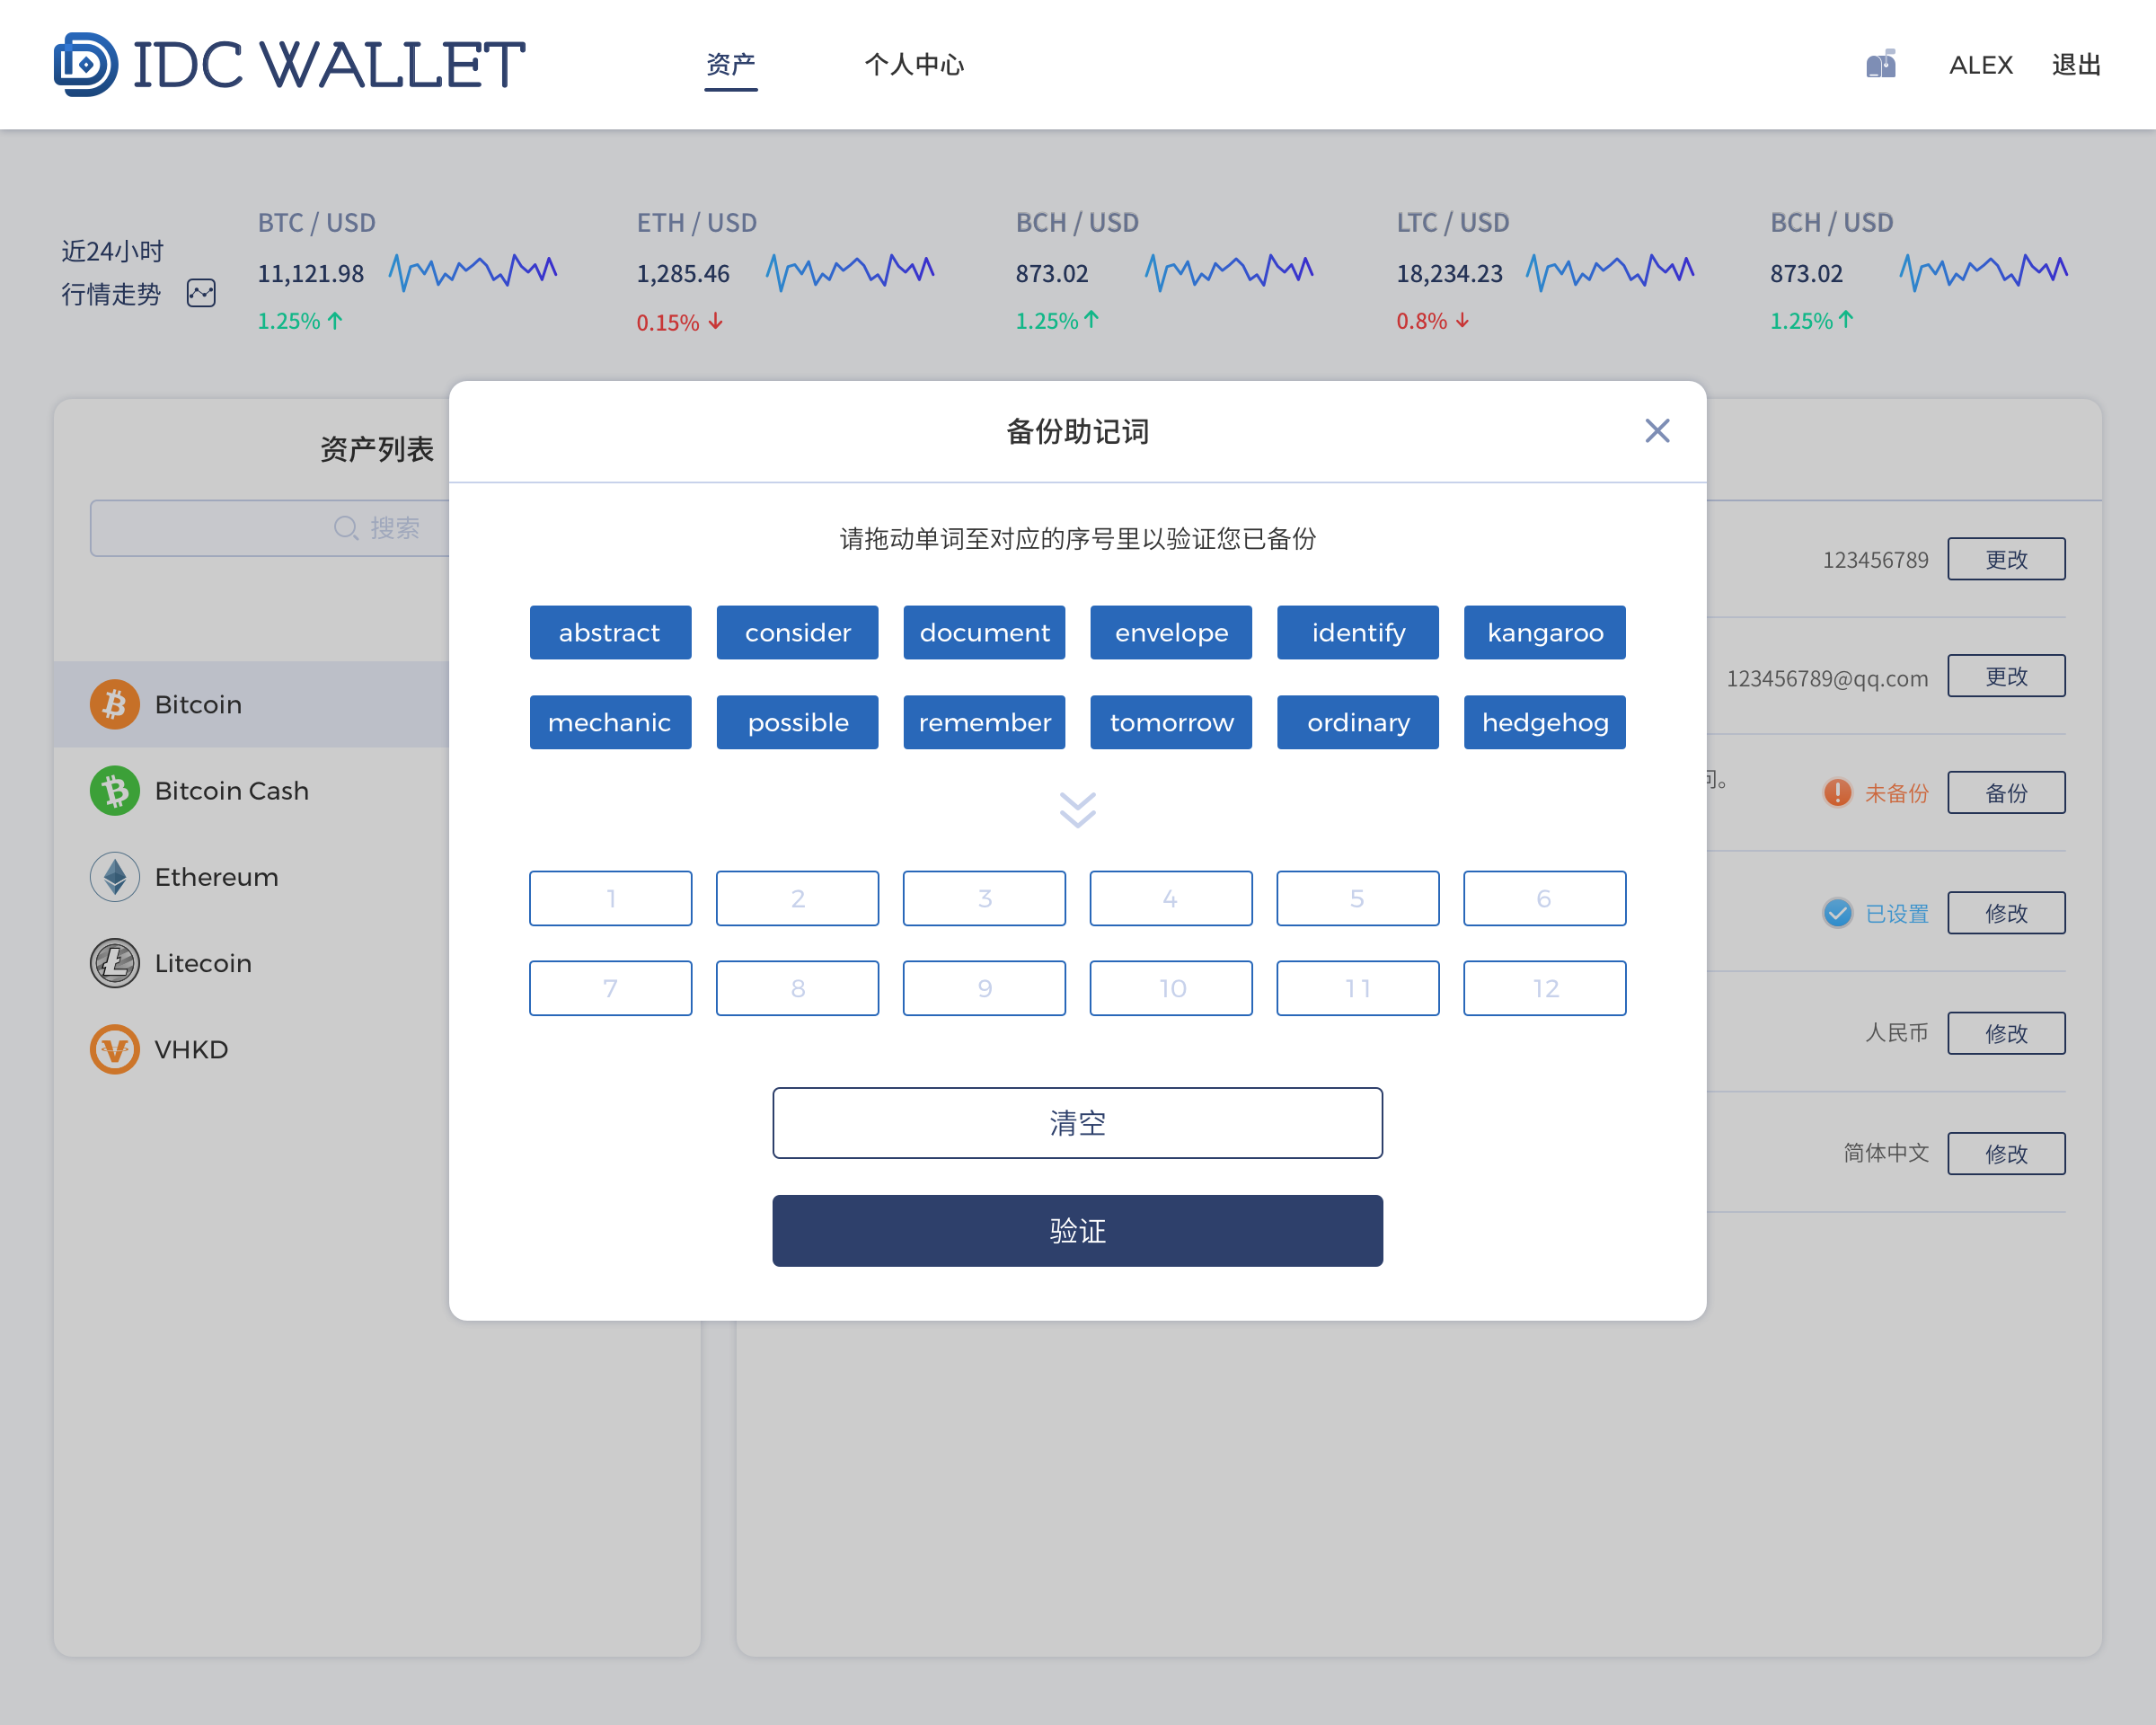 IDC WALLET
资产
个人中心
ALEX
退出
近24小时
行情走势
BTC / USD
11,121.98
1.25%
ETH / USD
1,285.46
0.15%
BCH / USD
873.02
1.25%
LTC / USD
18,234.23
0.8%
BCH / USD
873.02
1.25%
资产列表
搜索
Bitcoin
Bitcoin Cash
Ethereum
Litecoin
VHKD
备份助记词
请拖动单词至对应的序号里以验证您已备份
abstract consider document envelope identify kangaroo
mechanic possible remember tomorrow ordinary hedgehog
1 2 3 4 5 6
7 8 9 10 11 12
清空
验证
123456789 更改
123456789@qq.com 更改
。 未备份 备份
已设置 修改
人民币 修改
简体中文 修改